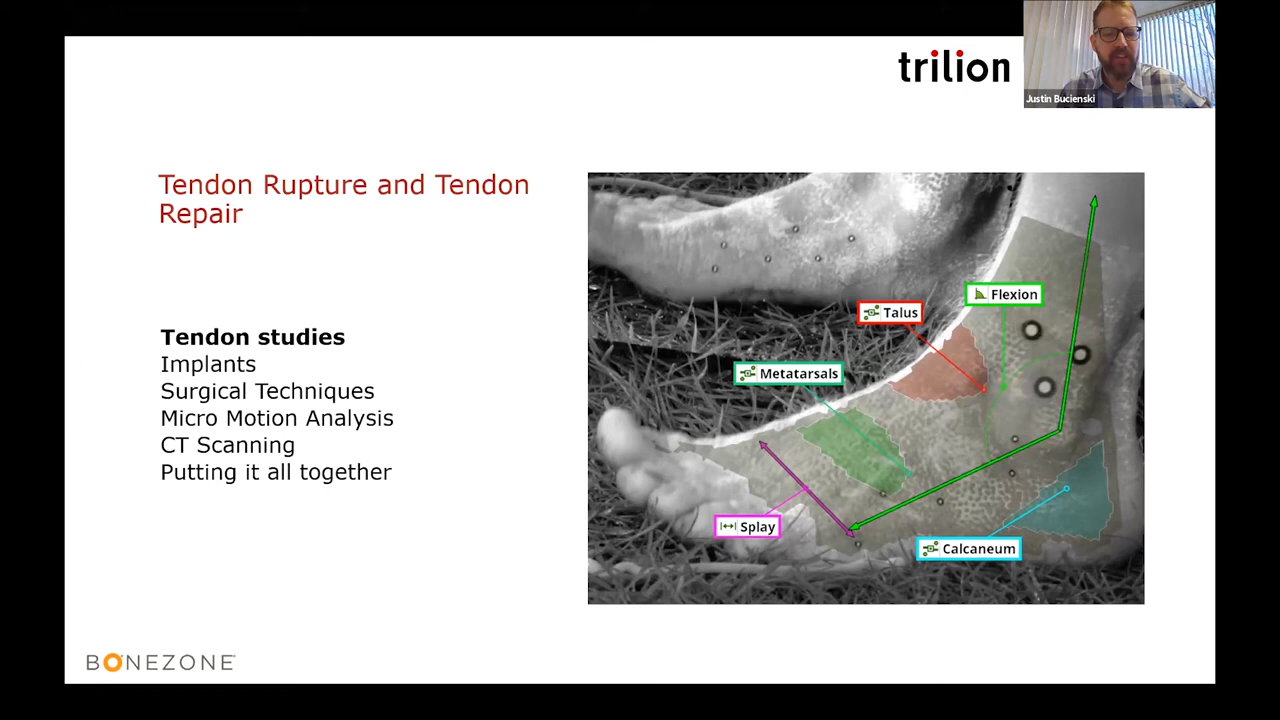 trilion
Justin Bucienski
Tendon Rupture and Tendon
Repair
Tendon studies
Implants
Surgical Techniques
Micro Motion Analysis
CT Scanning
Putting it all together
Flexion
Talus
Metatarsals
Splay
Calcaneum
BONEZONE